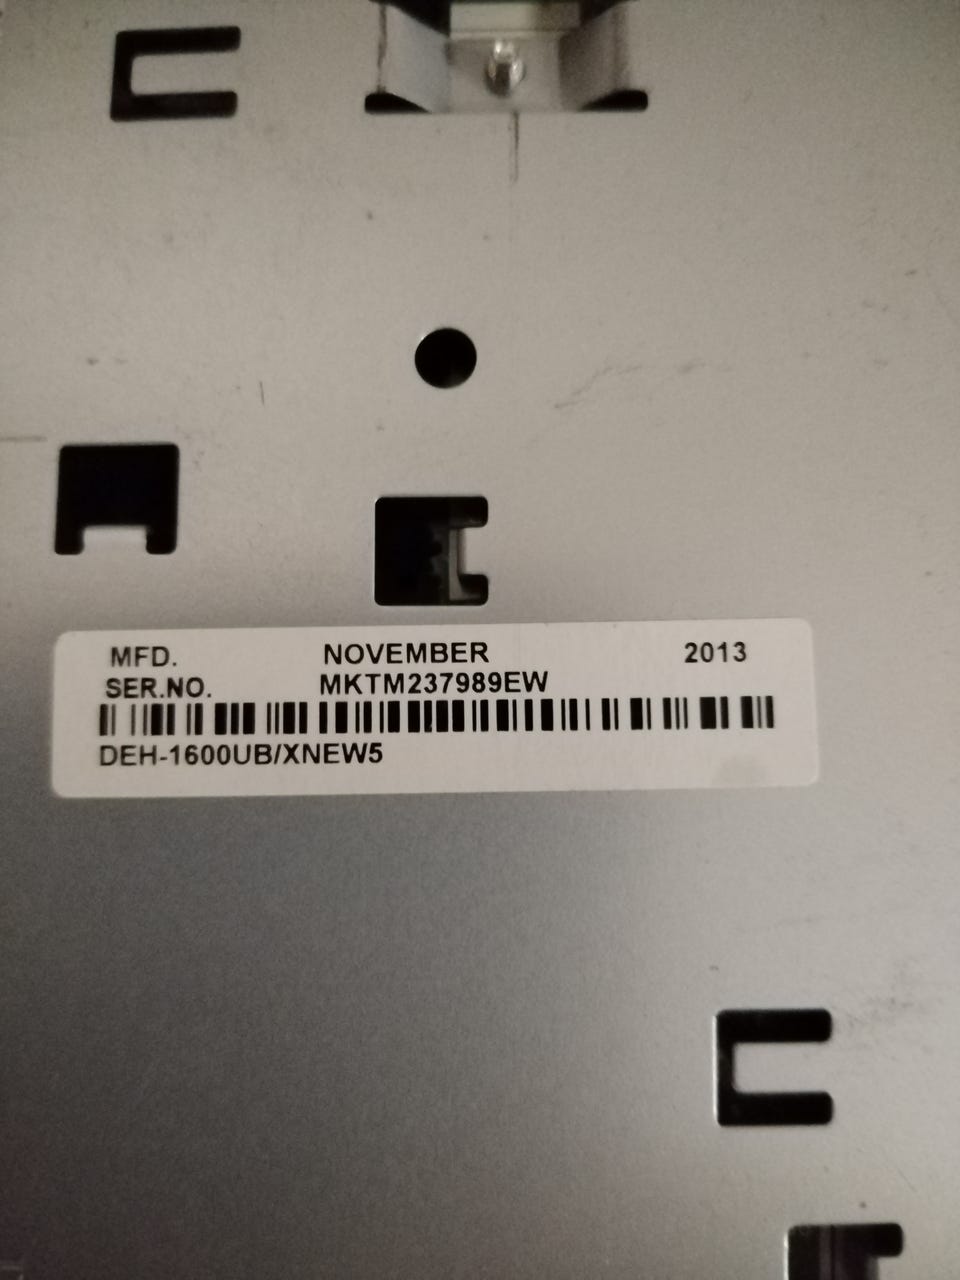 MFD. NOVEMBER 2013
SER.NO. MKTM237989EW
DEH-1600UB/XNEW5